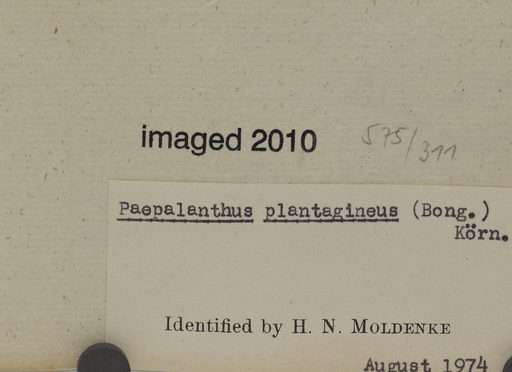 imaged 2010
575/311
Paepalanthus plantagineus (Bong.)
Körn.
Identified by H. N. MOLDENKE
August 1974